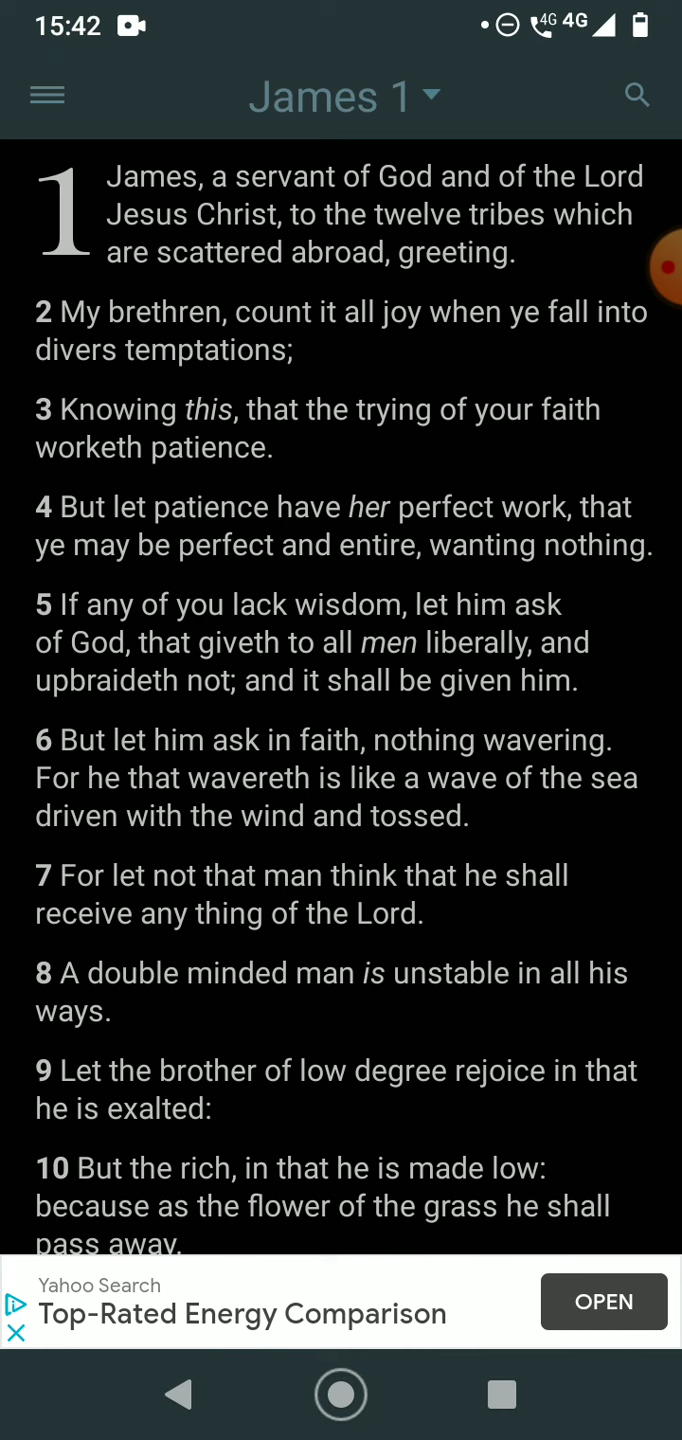 15:42
4G 4G
James 1
1 James, a servant of God and of the Lord
Jesus Christ, to the twelve tribes which
are scattered abroad, greeting.
2 My brethren, count it all joy when ye fall into
divers temptations;
3 Knowing this, that the trying of your faith
worketh patience.
4 But let patience have her perfect work, that
ye may be perfect and entire, wanting nothing.
5 If any of you lack wisdom, let him ask
of God, that giveth to all men liberally, and
upbraideth not; and it shall be given him.
6 But let him ask in faith, nothing wavering.
For he that wavereth is like a wave of the sea
driven with the wind and tossed.
7 For let not that man think that he shall
receive any thing of the Lord.
8 A double minded man is unstable in all his
ways.
9 Let the brother of low degree rejoice in that
he is exalted:
10 But the rich, in that he is made low:
because as the flower of the grass he shall
pass away.
Yahoo Search
Top-Rated Energy Comparison
OPEN